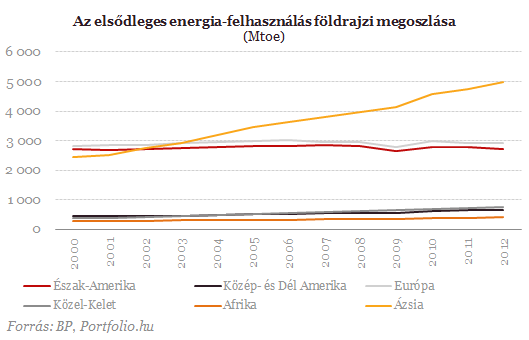 Az elsődleges energia-felhasználás földrajzi megoszlása
(Mtoe)
6 000
5 000
4 000
3 000
2 000
1 000
0
2000 2001 2002 2003 2004 2005 2006 2007 2008 2009 2010 2011 2012
Észak-Amerika Közép- és Dél Amerika Európa
Közel-Kelet Afrika Ázsia
Forrás: BP, Portfolio.hu